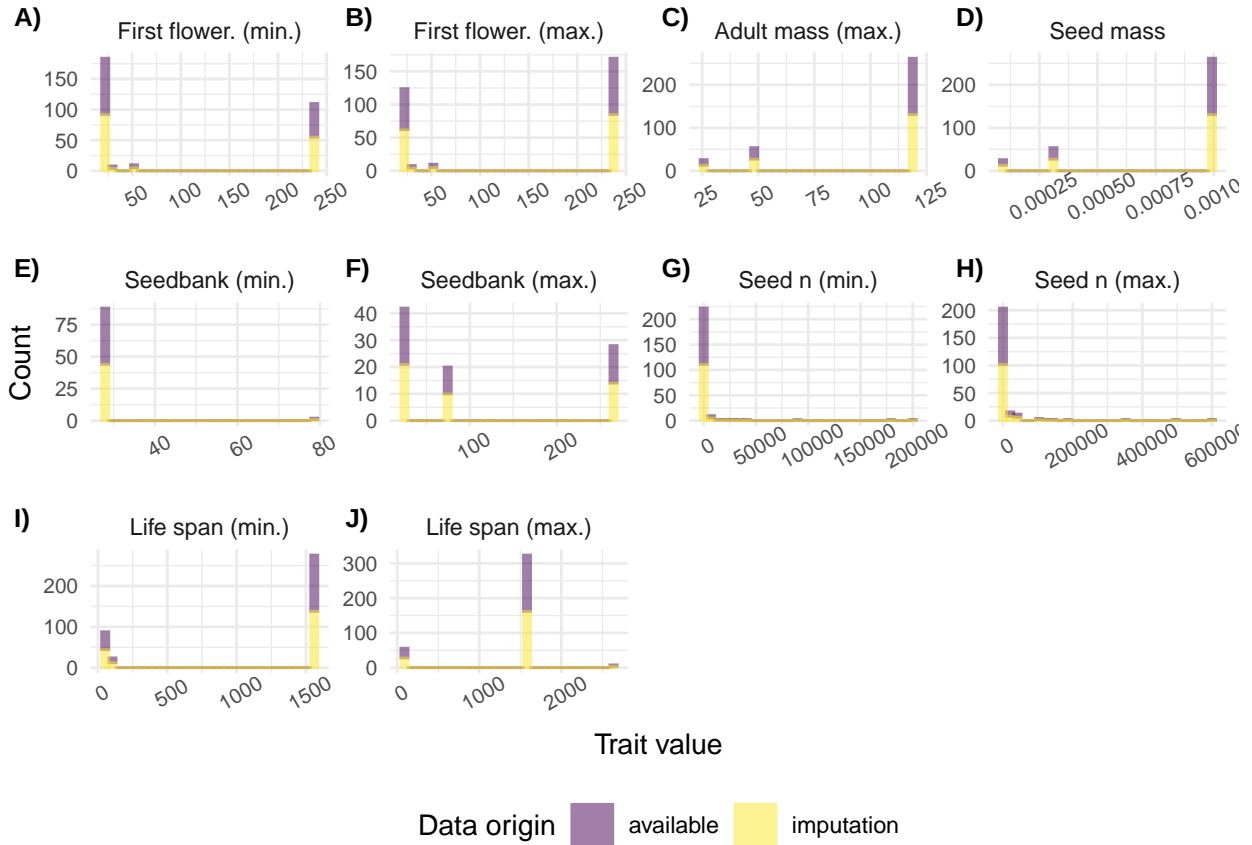 A) First flower. (min.)
150
100
50
0
50 100 150 200 250
B) First flower. (max.)
150
100
50
0
50 100 150 200 250
C) Adult mass (max.)
200
100
0
25 50 75 100 125
D) Seed mass
200
100
0
0.00025 0.00050 0.00075 0.0010
E) Seedbank (min.)
75
50
25
0
40 60 80
F) Seedbank (max.)
40
30
20
10
0
100 200
G) Seed n (min.)
200
150
100
50
0
0 50000 100000 150000 200000
H) Seed n (max.)
200
150
100
50
0
0 200000 400000 600000
Count
I) Life span (min.)
200
100
0
0 500 1000 1500
J) Life span (max.)
300
200
100
0
0 1000 2000
Trait value
Data origin available imputation